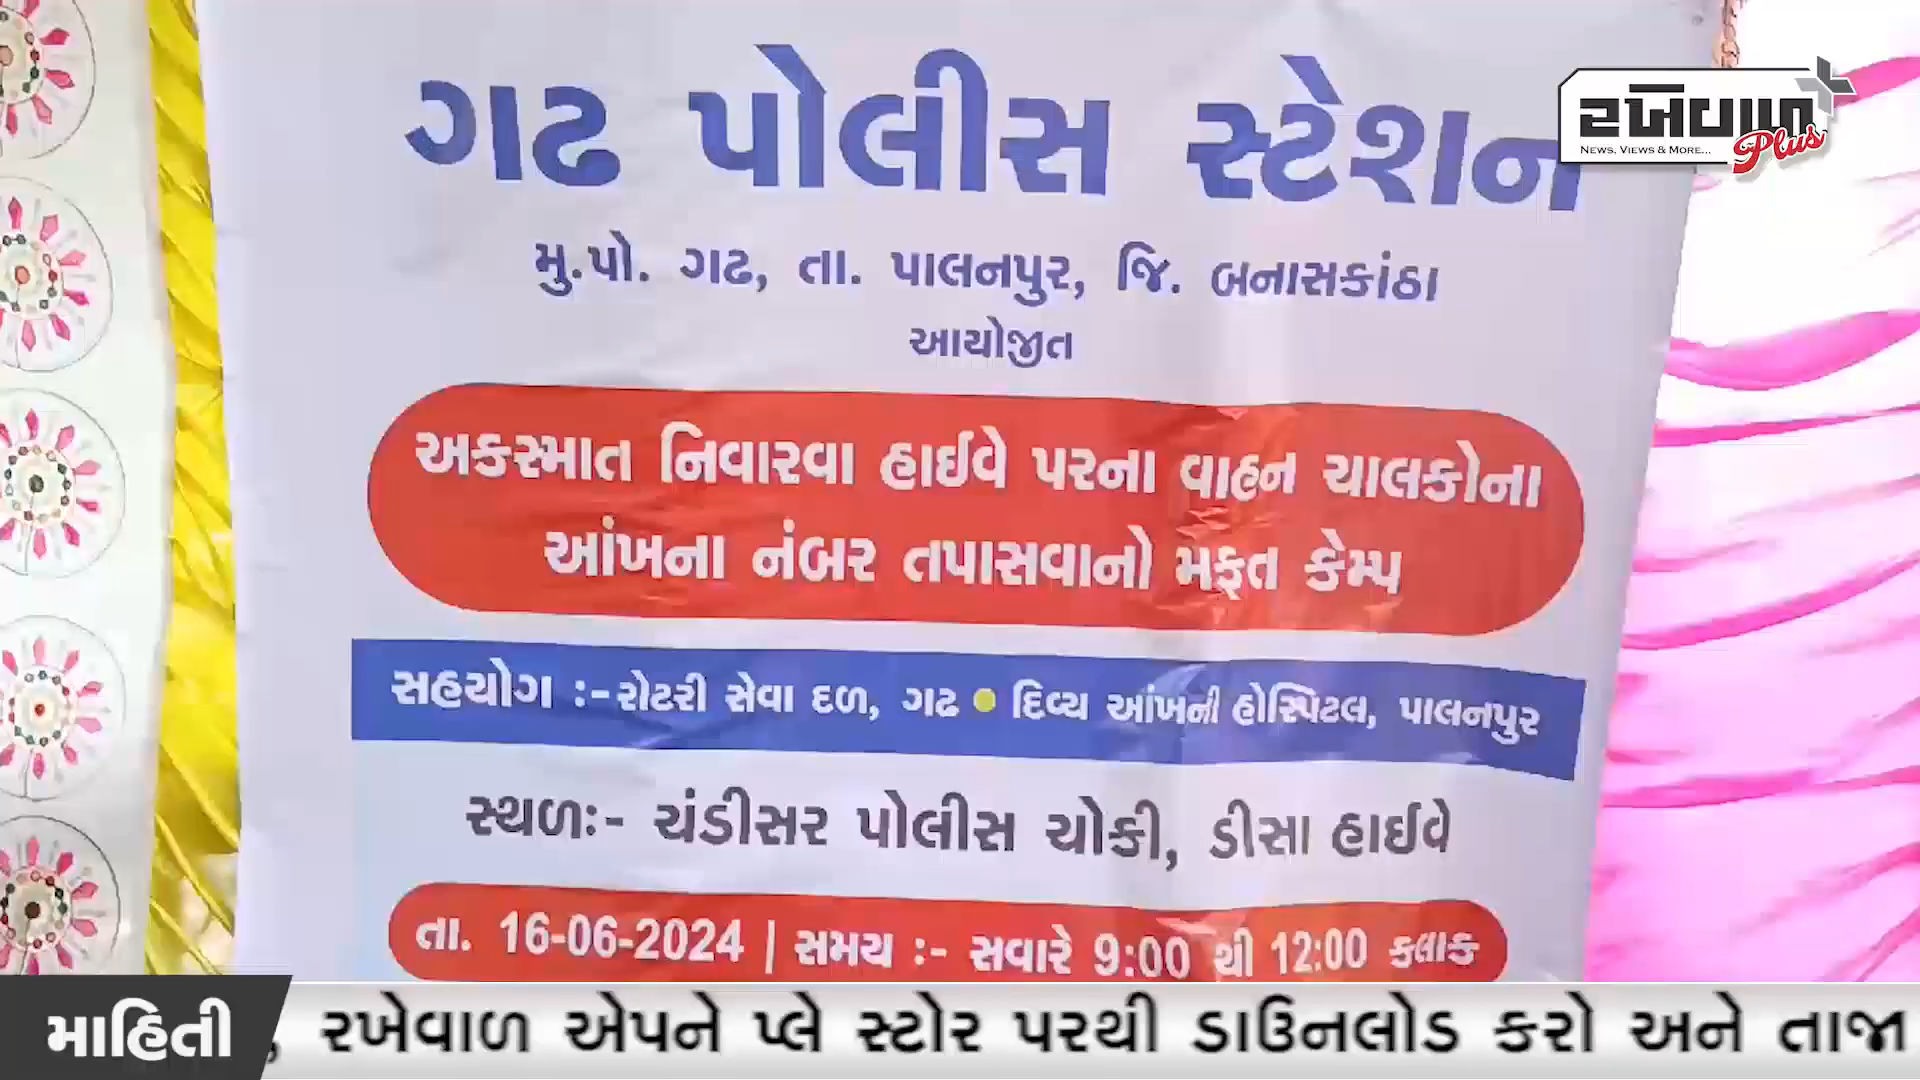 ગઢ પોલીસ સ્ટેશન
રખેવાળ
Plus
NEWS, VIEWS & MORE...
મુ.પો. ગઢ, તા. પાલનપુર, જિ. બનાસકાંઠા
આયોજીત
અકસ્માત નિવારવા હાઈવે પરના વાહન ચાલકોના
આંખના નંબર તપાસવાનો મફત કેમ્પ
સહયોગ :- રોટરી સેવા દળ, ગઢ • દિવ્ય આંખની હોસ્પિટલ, પાલનપુર
સ્થળઃ- ચંડીસર પોલીસ ચોકી, ડીસા હાઈવે
તા. 16-06-2024 | સમય :- સવારે 9:00 થી 12:00 કલાક
માહિતી
, રખેવાળ એપને પ્લે સ્ટોર પરથી ડાઉનલોડ કરો અને તાજા